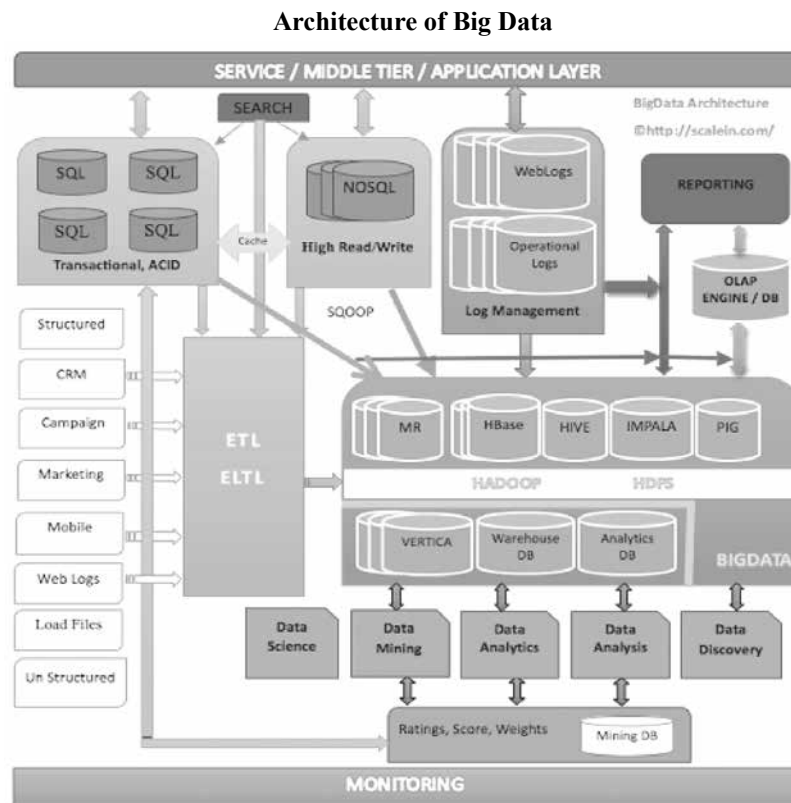 Architecture of Big Data
SERVICE / MIDDLE TIER / APPLICATION LAYER
SEARCH
BigData Architecture
©http://scalein.com/
SQL
SQL
SQL
SQL
Transactional, ACID
Cache
NOSQL
High Read/Write
WebLogs
Operational
Logs
Log Management
REPORTING
OLAP
ENGINE / DB
SQOOP
Structured
CRM
Campaign
Marketing
Mobile
Web Logs
Load Files
Un Structured
ETL
ELTL
MR
HBase
HIVE
IMPALA
PIG
HADOOP
HDFS
VERTICA
Warehouse
DB
Analytics
DB
BIGDATA
Data
Science
Data
Mining
Data
Analytics
Data
Analysis
Data
Discovery
Ratings, Score, Weights
Mining DB
MONITORING